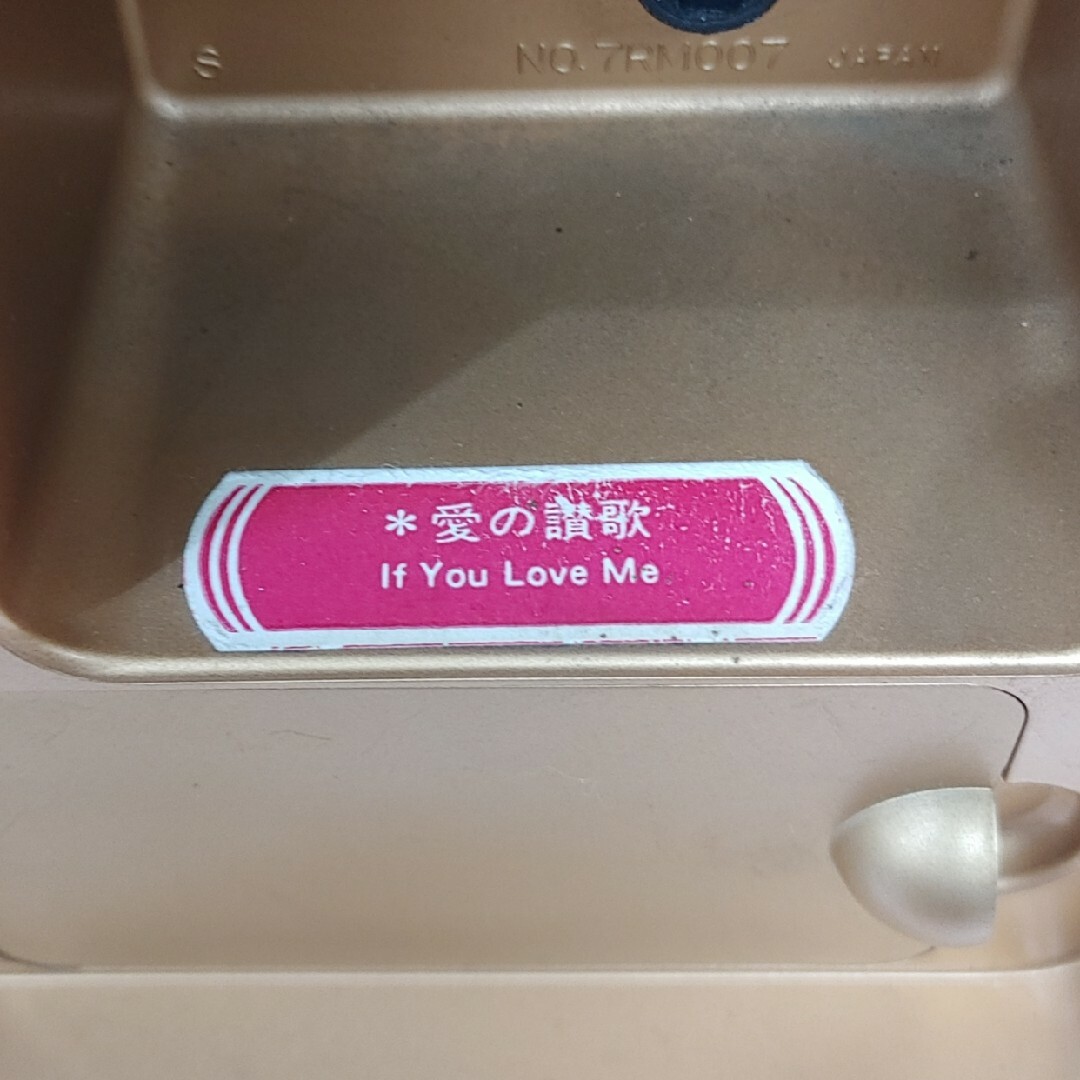 S NO. 7RM007 JAPAN
*愛の讃歌
If You Love Me